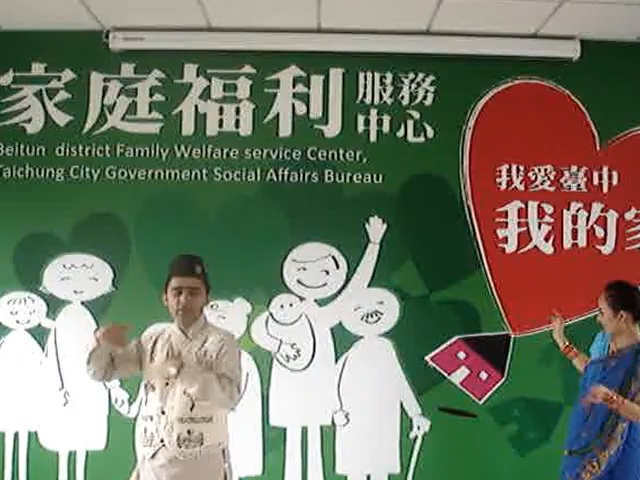 家庭福利服務中心
Beitun district Family Welfare service Center,
Taichung City Government Social Affairs Bureau
我愛臺中
我的家